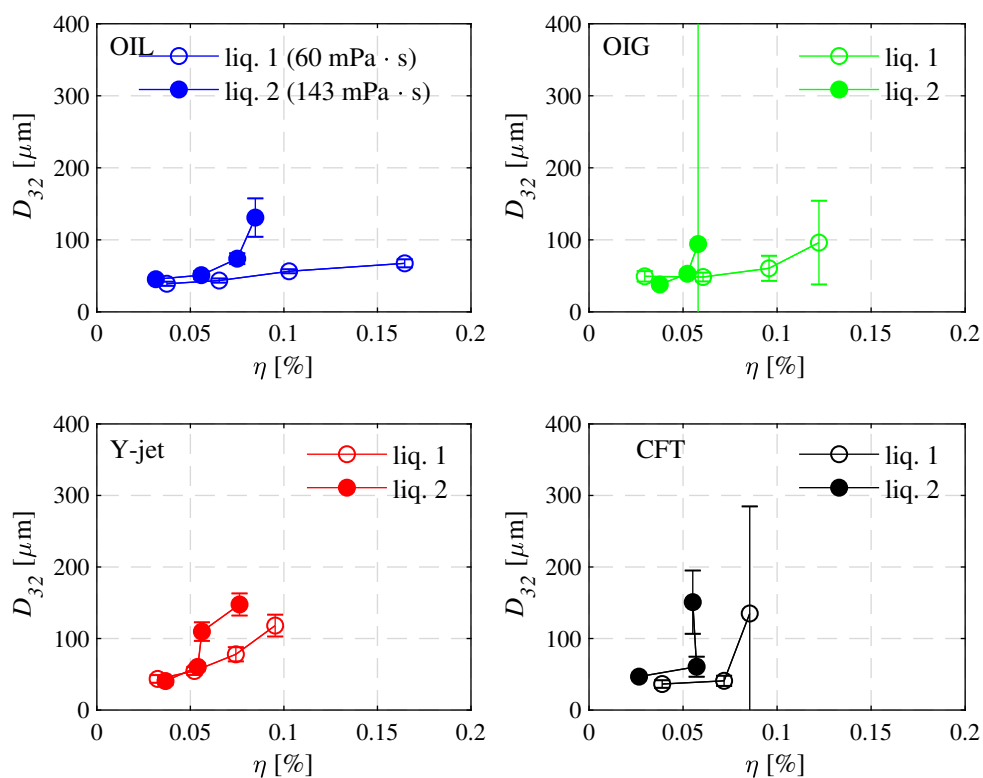 400
300
200
100
0
D32 [μm]
OIL
liq. 1 (60 mPa · s)
liq. 2 (143 mPa · s)
0 0.05 0.1 0.15 0.2
η [%]
400
300
200
100
0
D32 [μm]
OIG
liq. 1
liq. 2
0 0.05 0.1 0.15 0.2
η [%]
400
300
200
100
0
D32 [μm]
Y-jet
liq. 1
liq. 2
0 0.05 0.1 0.15 0.2
η [%]
400
300
200
100
0
D32 [μm]
CFT
liq. 1
liq. 2
0 0.05 0.1 0.15 0.2
η [%]